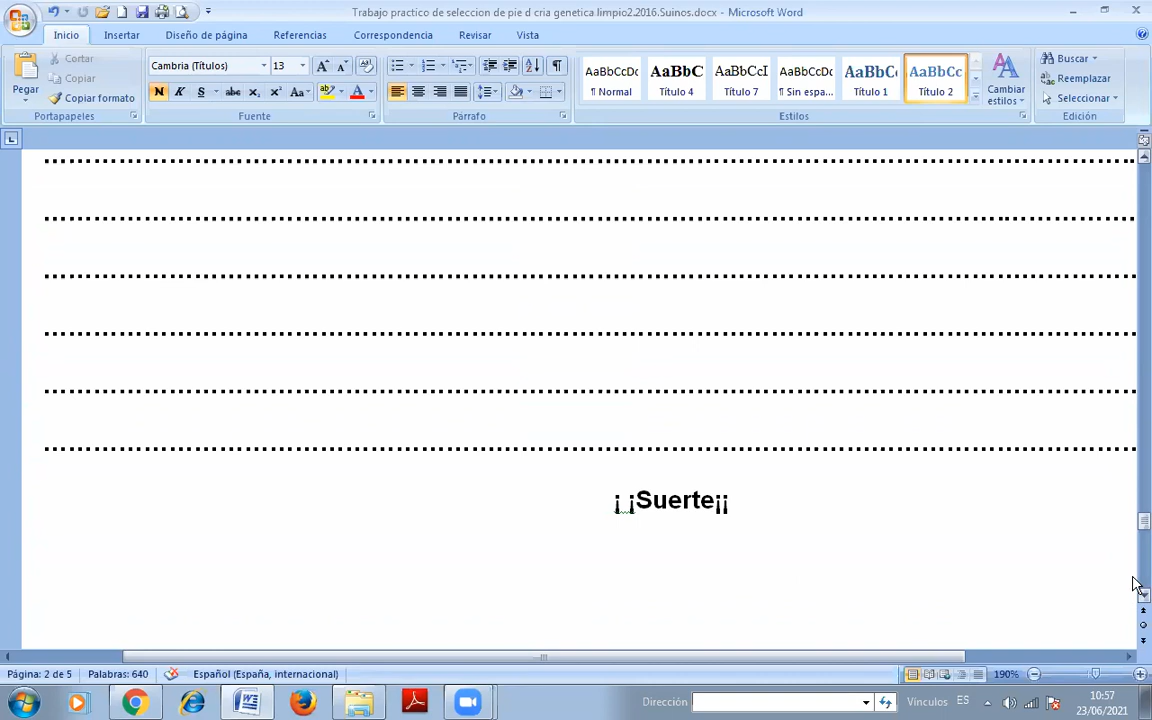 Trabajo practico de seleccion de pie d cria genetica limpio2.2016.Suinos.docx - Microsoft Word
Inicio Insertar Diseño de página Referencias Correspondencia Revisar Vista
Pegar
Cortar
Copiar
Copiar formato
Portapapeles
Cambria (Títulos) 13
N K S abc x₂ x² Aa
Fuente
Párrafo
AaBbCcDc AaBbC AaBbCcI AaBbCcDc AaBbCc AaBbCc
¶ Normal Título 4 Título 7 ¶ Sin espa... Título 1 Título 2
Cambiar estilos
Estilos
Buscar
Reemplazar
Seleccionar
Edición
¡ ¡Suerte¡¡
Página: 2 de 5 Palabras: 640 Español (España, internacional) 190%
Dirección Vínculos ES 10:57
23/06/2021